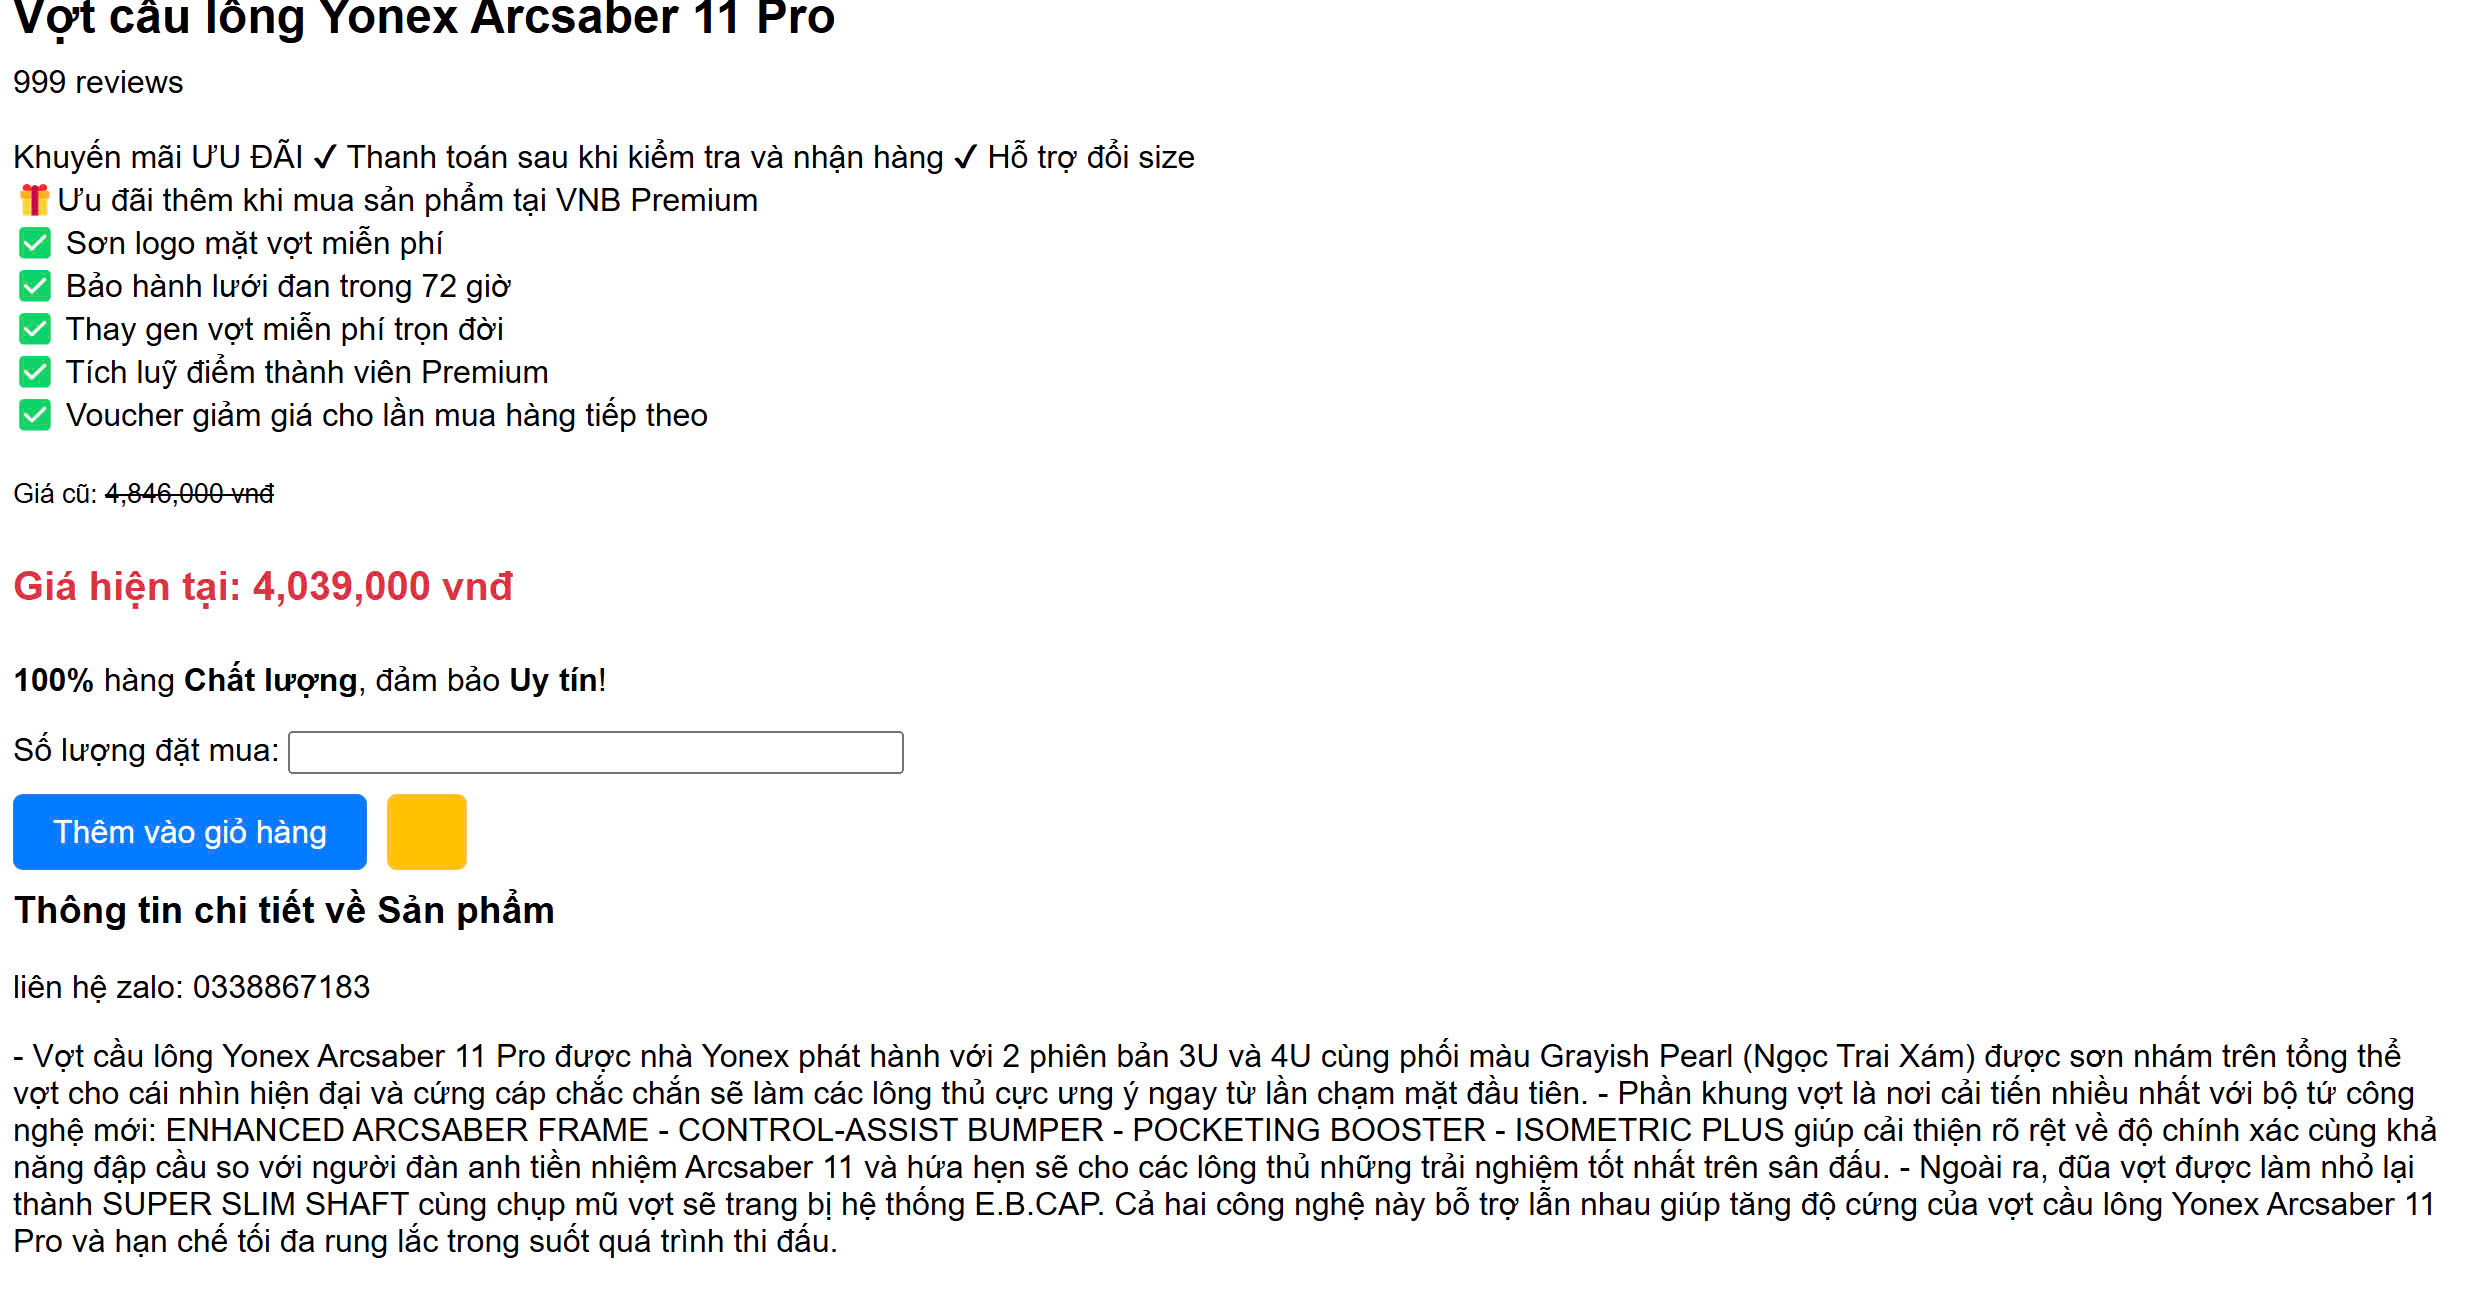 Vợt cầu lông Yonex Arcsaber 11 Pro
999 reviews
Khuyến mãi ƯU ĐÃI ✔ Thanh toán sau khi kiểm tra và nhận hàng ✔ Hỗ trợ đổi size
🎁Ưu đãi thêm khi mua sản phẩm tại VNB Premium
✅ Sơn logo mặt vợt miễn phí
✅ Bảo hành lưới đan trong 72 giờ
✅ Thay gen vợt miễn phí trọn đời
✅ Tích luỹ điểm thành viên Premium
✅ Voucher giảm giá cho lần mua hàng tiếp theo
Giá cũ: 4,846,000 vnđ
Giá hiện tại: 4,039,000 vnđ
100% hàng Chất lượng, đảm bảo Uy tín!
Số lượng đặt mua:
Thêm vào giỏ hàng
Thông tin chi tiết về Sản phẩm
liên hệ zalo: 0338867183
- Vợt cầu lông Yonex Arcsaber 11 Pro được nhà Yonex phát hành với 2 phiên bản 3U và 4U cùng phối màu Grayish Pearl (Ngọc Trai Xám) được sơn nhám trên tổng thể
vợt cho cái nhìn hiện đại và cứng cáp chắc chắn sẽ làm các lông thủ cực ưng ý ngay từ lần chạm mặt đầu tiên. - Phần khung vợt là nơi cải tiến nhiều nhất với bộ tứ công
nghệ mới: ENHANCED ARCSABER FRAME - CONTROL-ASSIST BUMPER - POCKETING BOOSTER - ISOMETRIC PLUS giúp cải thiện rõ rệt về độ chính xác cùng khả
năng đập cầu so với người đàn anh tiền nhiệm Arcsaber 11 và hứa hẹn sẽ cho các lông thủ những trải nghiệm tốt nhất trên sân đấu. - Ngoài ra, đũa vợt được làm nhỏ lại
thành SUPER SLIM SHAFT cùng chụp mũ vợt sẽ trang bị hệ thống E.B.CAP. Cả hai công nghệ này bỗ trợ lẫn nhau giúp tăng độ cứng của vợt cầu lông Yonex Arcsaber 11
Pro và hạn chế tối đa rung lắc trong suốt quá trình thi đấu.